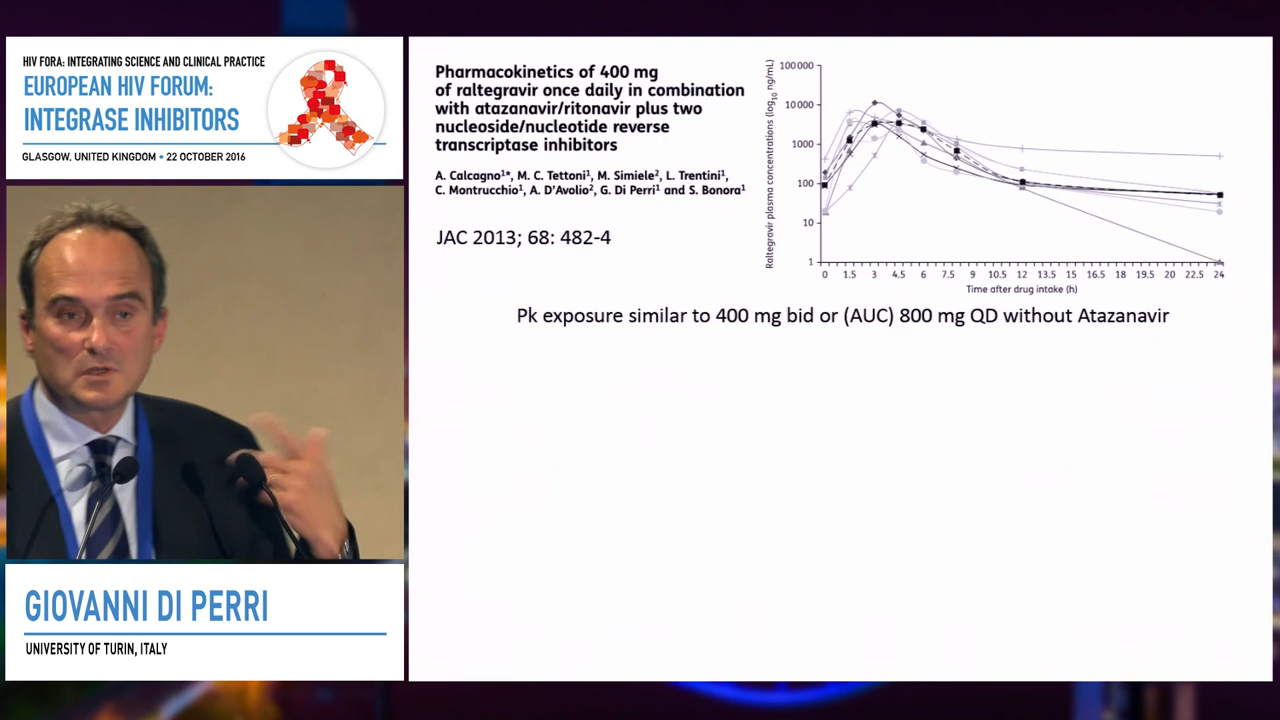 HIV FORA: INTEGRATING SCIENCE AND CLINICAL PRACTICE
EUROPEAN HIV FORUM:
INTEGRASE INHIBITORS
GLASGOW, UNITED KINGDOM • 22 OCTOBER 2016
GIOVANNI DI PERRI
UNIVERSITY OF TURIN, ITALY
Pharmacokinetics of 400 mg
of raltegravir once daily in combination
with atazanavir/ritonavir plus two
nucleoside/nucleotide reverse
transcriptase inhibitors
A. Calcagno¹*, M. C. Tettoni¹, M. Simiele², L. Trentini¹,
C. Montrucchio¹, A. D'Avolio², G. Di Perri¹ and S. Bonora¹
JAC 2013; 68: 482-4
Raltegravir plasma concentrations (log₁₀ ng/mL)
100 000
10 000
1000
100
10
1
0 1.5 3 4.5 6 7.5 9 10.5 12 13.5 15 16.5 18 19.5 20 22.5 24
Time after drug intake (h)
Pk exposure similar to 400 mg bid or (AUC) 800 mg QD without Atazanavir